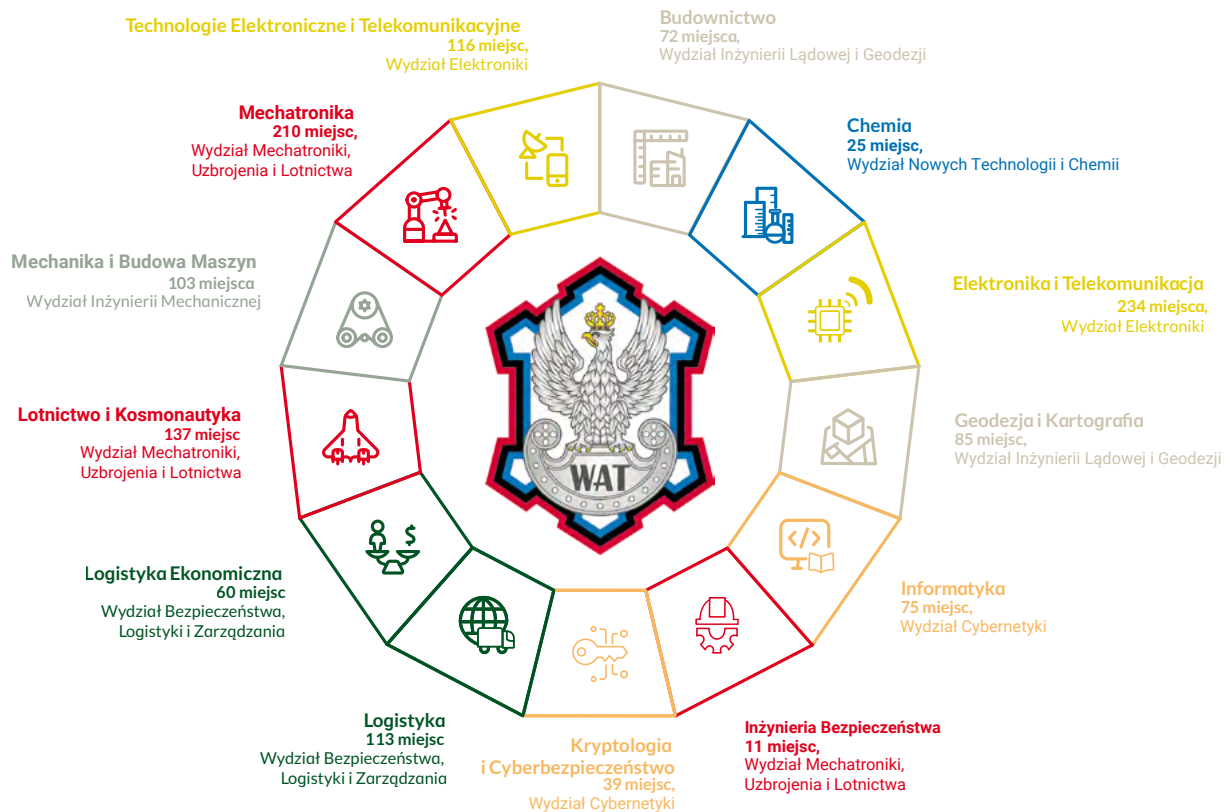 Technologie Elektroniczne i Telekomunikacyjne
116 miejsc,
Wydział Elektroniki
Budownictwo
72 miejsca,
Wydział Inżynierii Lądowej i Geodezji
Mechatronika
210 miejsc,
Wydział Mechatroniki,
Uzbrojenia i Lotnictwa
Chemia
25 miejsc,
Wydział Nowych Technologii i Chemii
Mechanika i Budowa Maszyn
103 miejsca
Wydział Inżynierii Mechanicznej
Elektronika i Telekomunikacja
234 miejsca,
Wydział Elektroniki
Lotnictwo i Kosmonautyka
137 miejsc
Wydział Mechatroniki,
Uzbrojenia i Lotnictwa
WAT
Geodezja i Kartografia
85 miejsc,
Wydział Inżynierii Lądowej i Geodezji
</>
$
Logistyka Ekonomiczna
60 miejsc
Wydział Bezpieczeństwa,
Logistyki i Zarządzania
Informatyka
75 miejsc,
Wydział Cybernetyki
Logistyka
113 miejsc
Wydział Bezpieczeństwa,
Logistyki i Zarządzania
Kryptologia
i Cyberbezpieczeństwo
39 miejsc,
Wydział Cybernetyki
Inżynieria Bezpieczeństwa
11 miejsc,
Wydział Mechatroniki,
Uzbrojenia i Lotnictwa